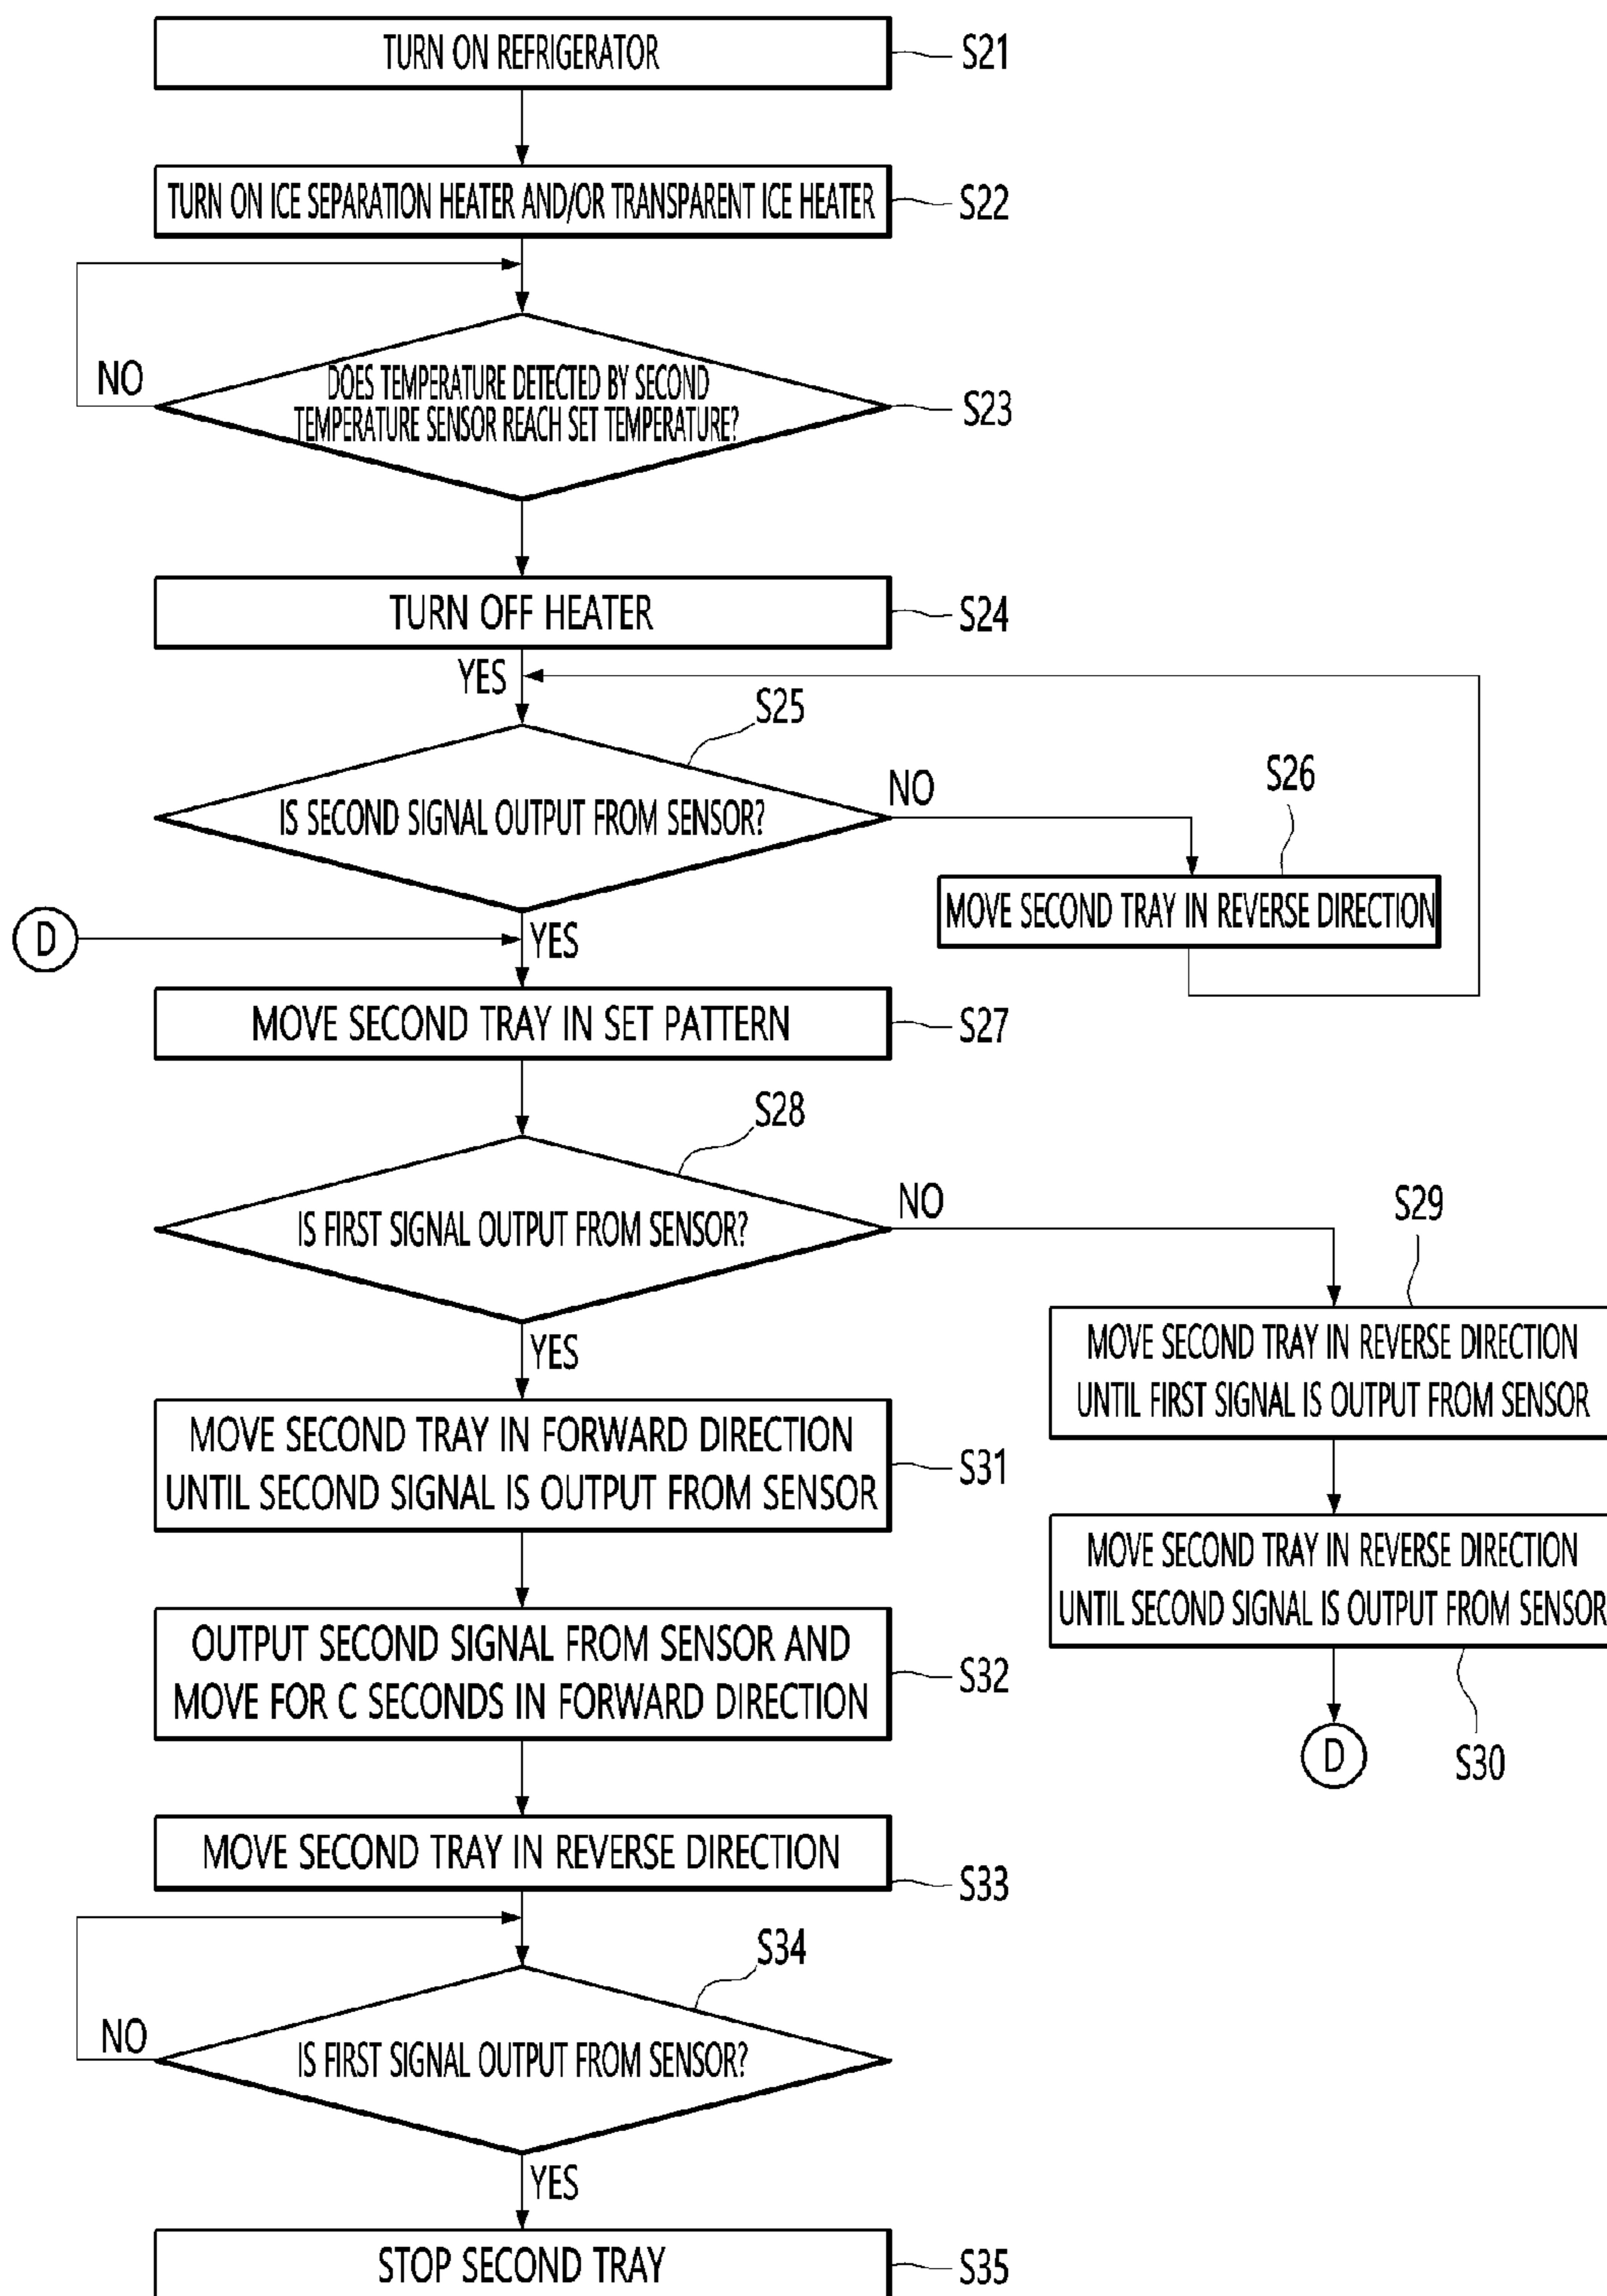 TURN ON REFRIGERATOR
S21
TURN ON ICE SEPARATION HEATER AND/OR TRANSPARENT ICE HEATER
S22
NO
DOES TEMPERATURE DETECTED BY SECOND
TEMPERATURE SENSOR REACH SET TEMPERATURE?
S23
TURN OFF HEATER
S24
YES
S25
IS SECOND SIGNAL OUTPUT FROM SENSOR?
NO
S26
MOVE SECOND TRAY IN REVERSE DIRECTION
D
YES
MOVE SECOND TRAY IN SET PATTERN
S27
S28
IS FIRST SIGNAL OUTPUT FROM SENSOR?
NO
S29
MOVE SECOND TRAY IN REVERSE DIRECTION
UNTIL FIRST SIGNAL IS OUTPUT FROM SENSOR
YES
MOVE SECOND TRAY IN FORWARD DIRECTION
UNTIL SECOND SIGNAL IS OUTPUT FROM SENSOR
S31
MOVE SECOND TRAY IN REVERSE DIRECTION
UNTIL SECOND SIGNAL IS OUTPUT FROM SENSOR
S30
D
OUTPUT SECOND SIGNAL FROM SENSOR AND
MOVE FOR C SECONDS IN FORWARD DIRECTION
S32
MOVE SECOND TRAY IN REVERSE DIRECTION
S33
S34
NO
IS FIRST SIGNAL OUTPUT FROM SENSOR?
YES
STOP SECOND TRAY
S35